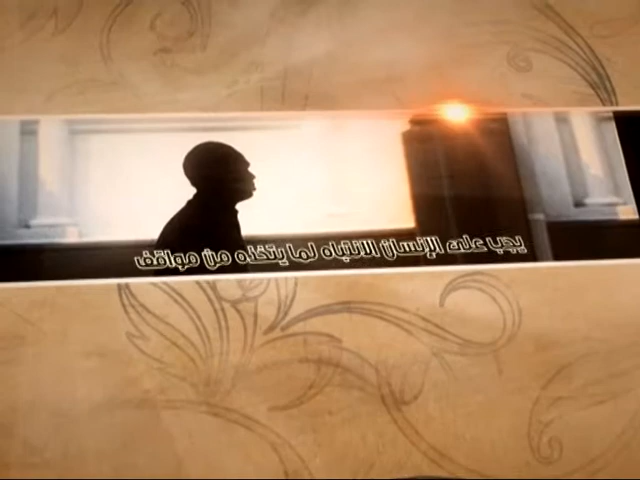 يجب على الإنسان الانتباه لما يتخذه من مواقف